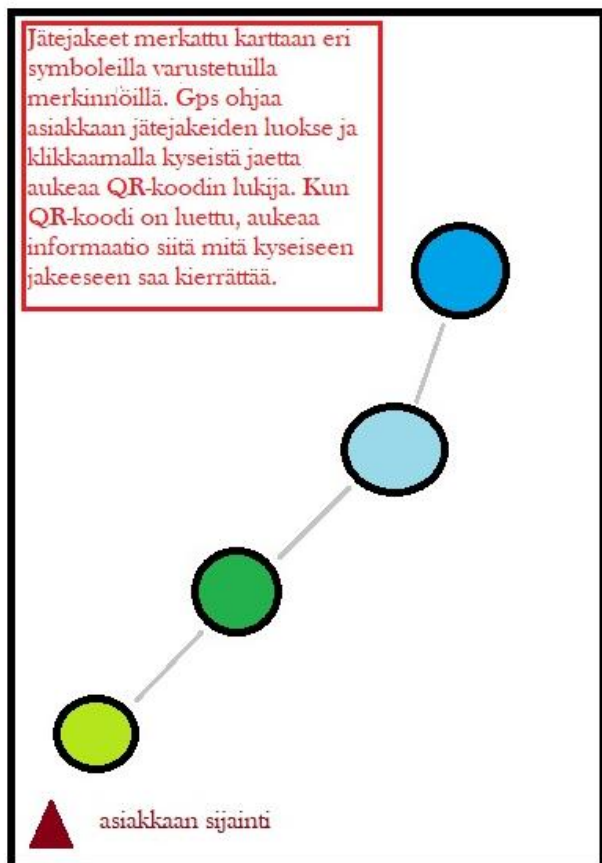 Jätejakeet merkattu karttaan eri
symboleilla varustetuilla
merkinnöillä. Gps ohjaa
asiakkaan jätejakeiden luokse ja
klikkaamalla kyseistä jaetta
aukeaa QR-koodin lukija. Kun
QR-koodi on luettu, aukeaa
informaatio siitä mitä kyseiseen
jakeeseen saa kierrättää.
asiakkaan sijainti